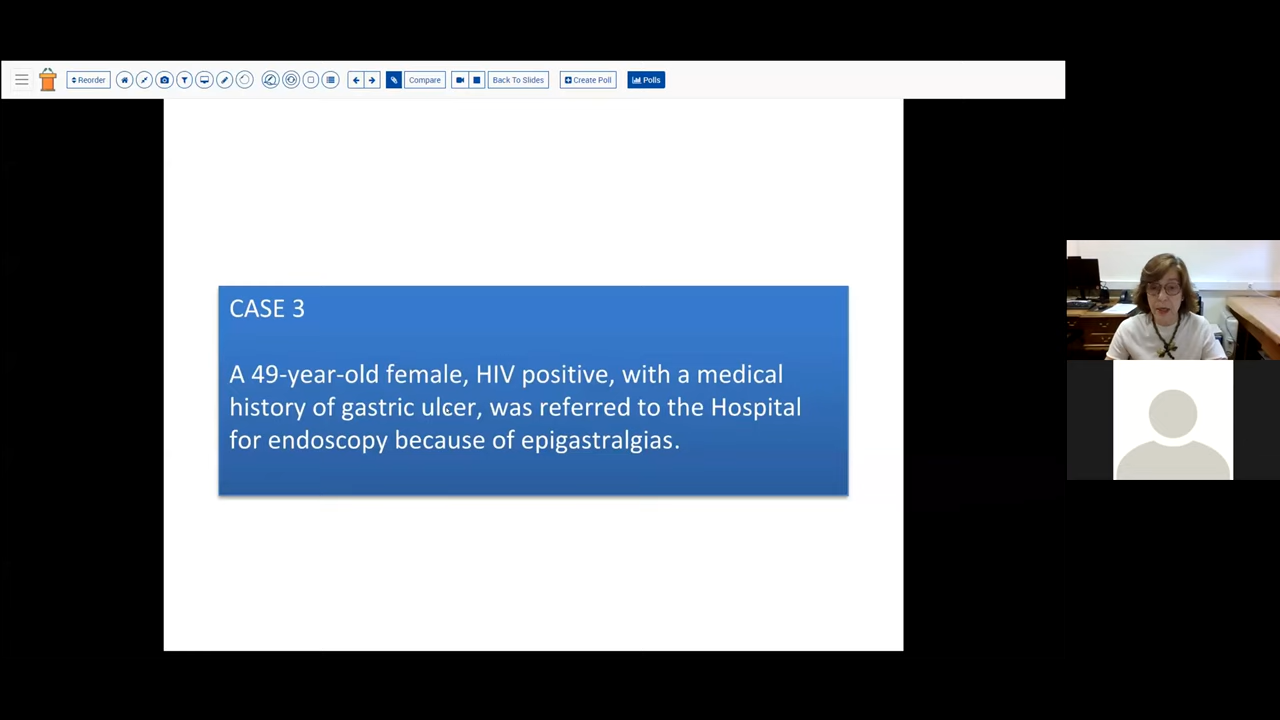 Reorder
Compare
Back To Slides
Create Poll
Polls
CASE 3
A 49-year-old female, HIV positive, with a medical
history of gastric ulcer, was referred to the Hospital
for endoscopy because of epigastralgias.